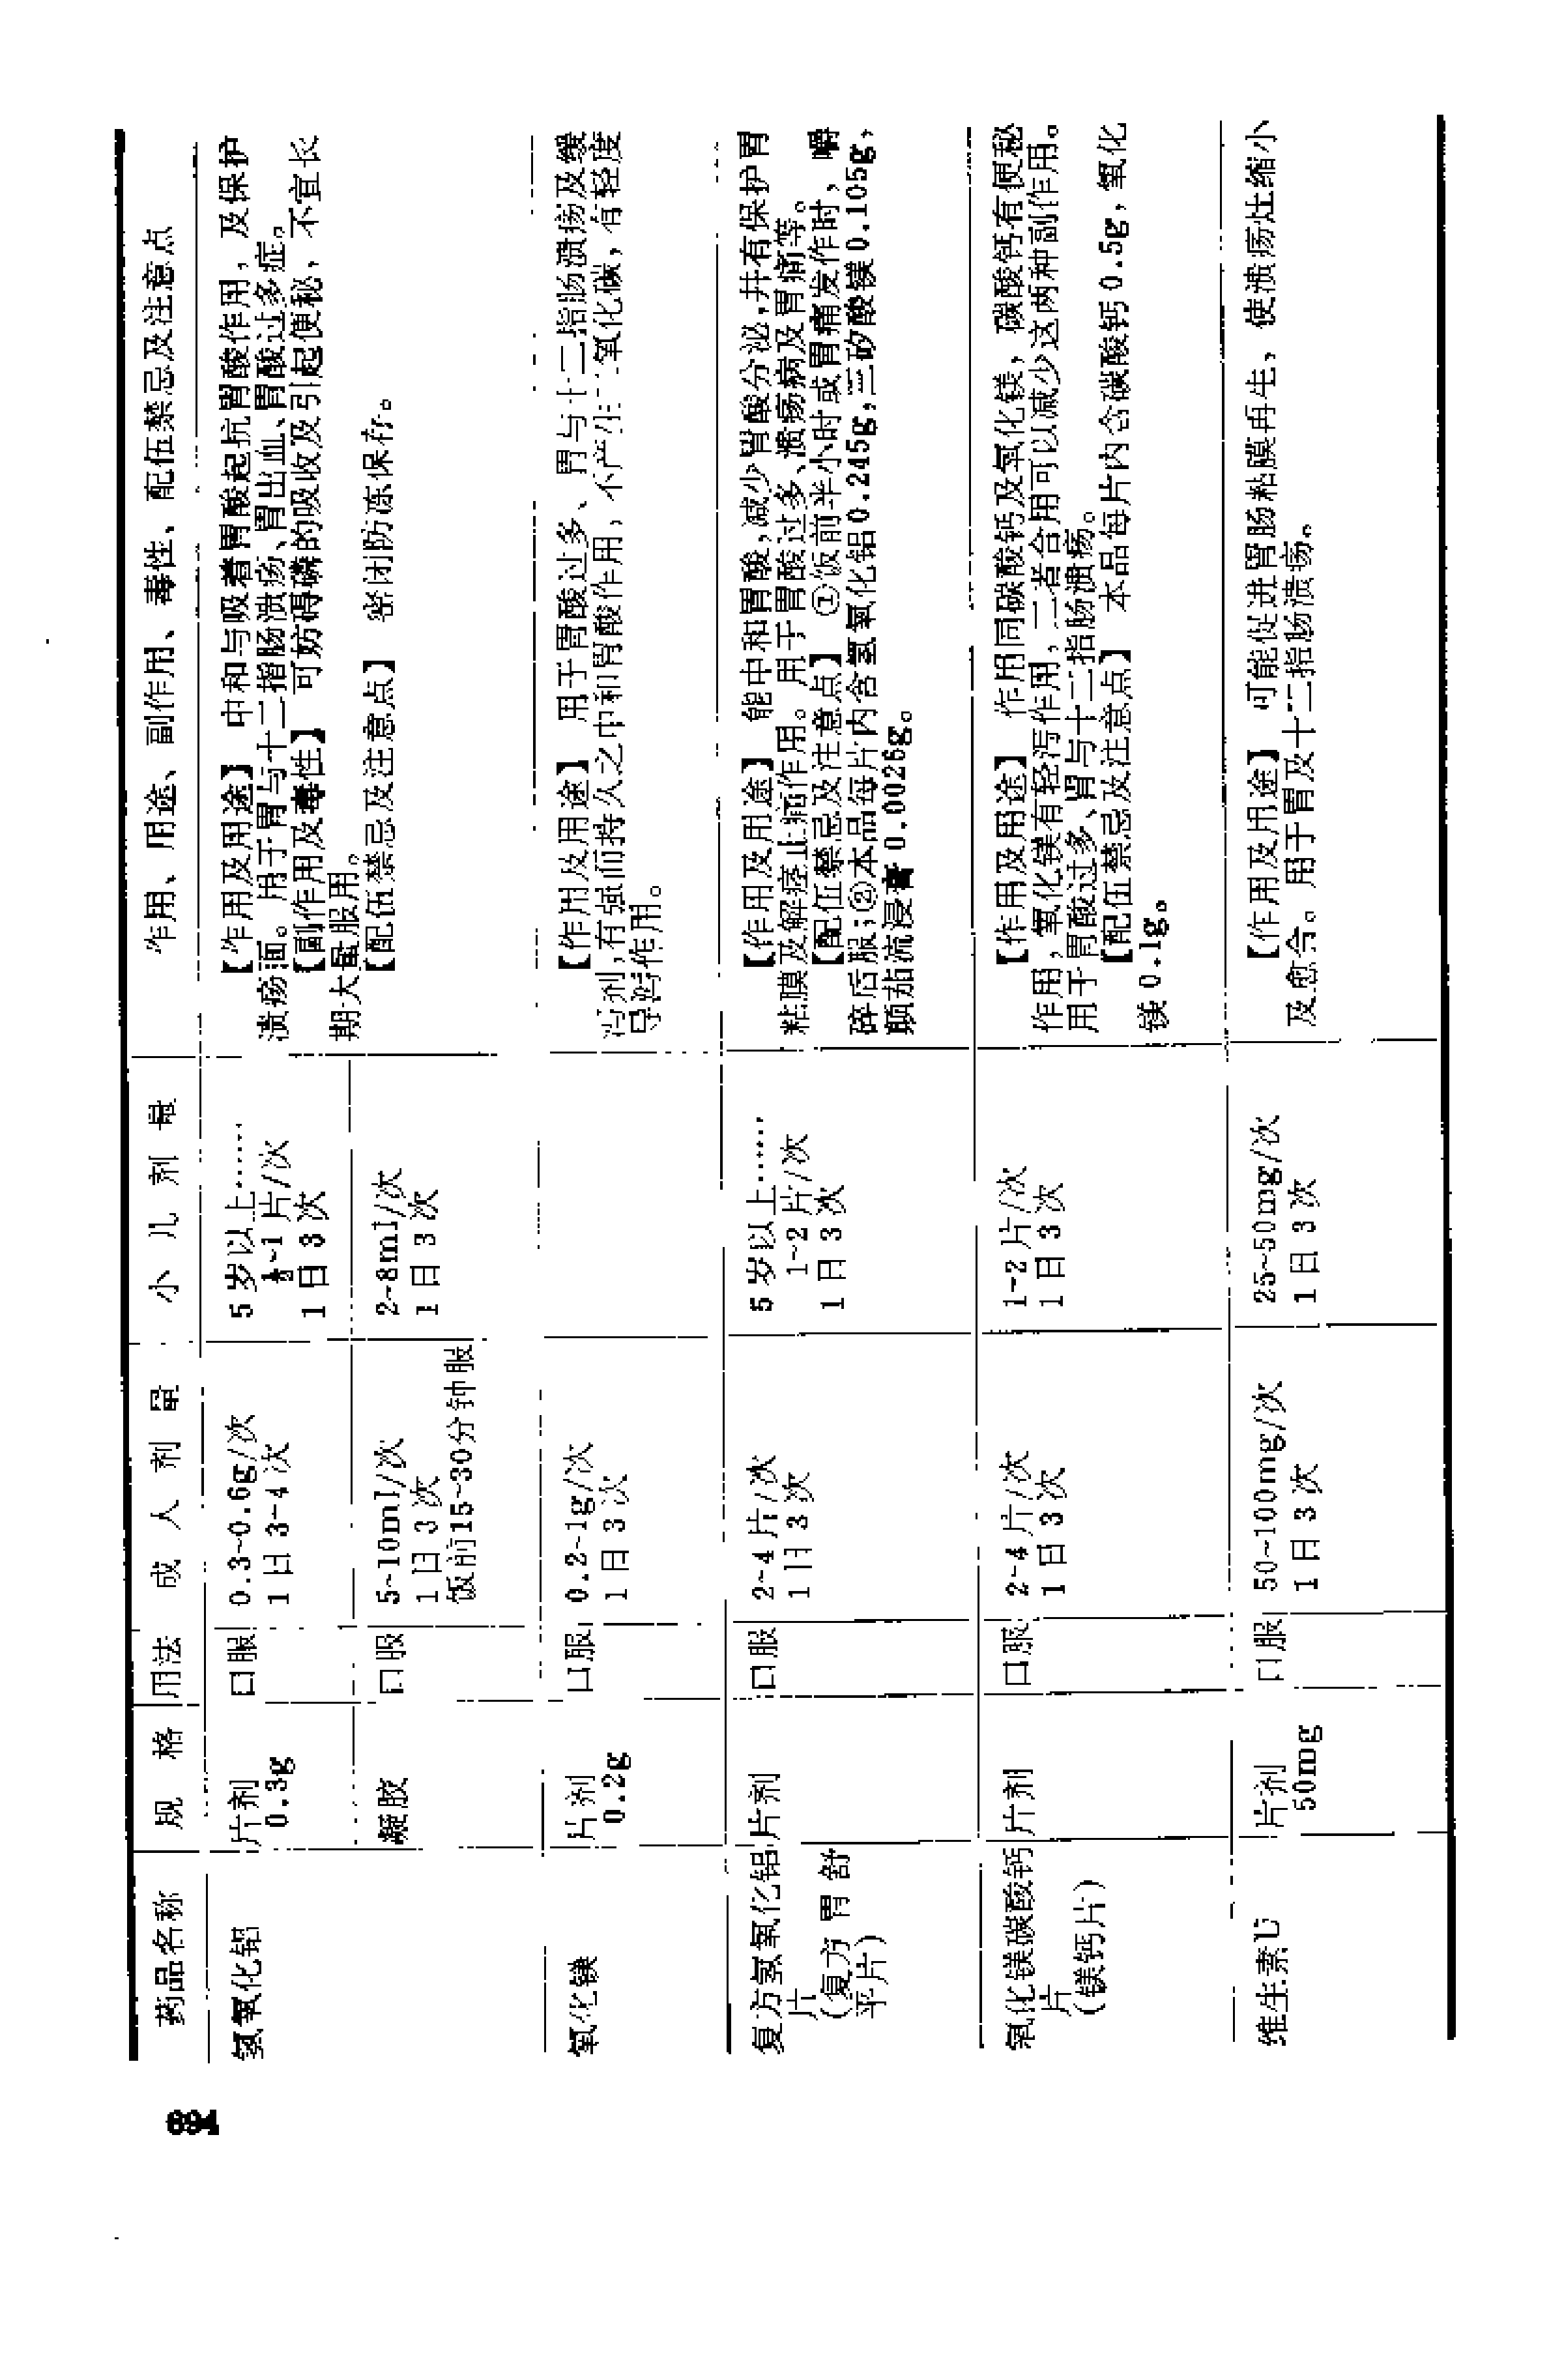 84
药品名称 规格 用法 成人剂量 小儿剂量 作用、用途、副作用、毒性、配伍禁忌及注意点
氢氧化铝
片剂
0.3g
口服
0.3~0.6g/次
1日3~4次
5岁以上……
½~1片/次
1日3次
【作用及用途】 中和与吸着胃酸起抗胃酸作用,及保护
溃疡面。用于胃与十二指肠溃疡、胃出血、胃酸过多症。
【副作用及毒性】 可妨碍磷的吸收及引起便秘,不宜长
期大量服用。
凝胶
口服
5~10ml/次
1日3次
饭前15~30分钟服
2~8ml/次
1日3次
【配伍禁忌及注意点】 密闭防冻保存。
氧化镁
片剂
0.2g
口服
0.2~1g/次
1日3次
【作用及用途】 用于胃酸过多、胃与十二指肠溃疡及缓
泻剂,有强而持久之中和胃酸作用,不产生二氧化碳,有轻度
导泻作用。
复方氢氧化铝
片
(复方胃舒
平片)
片剂
口服
2~4片/次
1日3次
5岁以上……
1~2片/次
1日3次
【作用及用途】 能中和胃酸,减少胃酸分泌,并有保护胃
粘膜及解痉止痛作用。用于胃酸过多、溃疡病及胃痛等。
【配伍禁忌及注意点】 ①饭前半小时或胃痛发作时,嚼
碎后服;②本品每片内含氢氧化铝0.245g,三矽酸镁0.105g,
颠茄流浸膏0.0026g。
氧化镁碳酸钙
片
(镁钙片)
片剂
口服
2~4片/次
1日3次
1~2片/次
1日3次
【作用及用途】 作用同碳酸钙及氧化镁,碳酸钙有便秘
作用,氧化镁有轻泻作用,二者合用可以减少这两种副作用。
用于胃酸过多、胃与十二指肠溃疡。
【配伍禁忌及注意点】 本品每片内含碳酸钙0.5g,氧化
镁0.1g。
维生素U
片剂
50mg
口服
50~100mg/次
1日3次
25~50mg/次
1日3次
【作用及用途】 可能促进胃肠粘膜再生,使溃疡灶缩小
及愈合。用于胃及十二指肠溃疡。